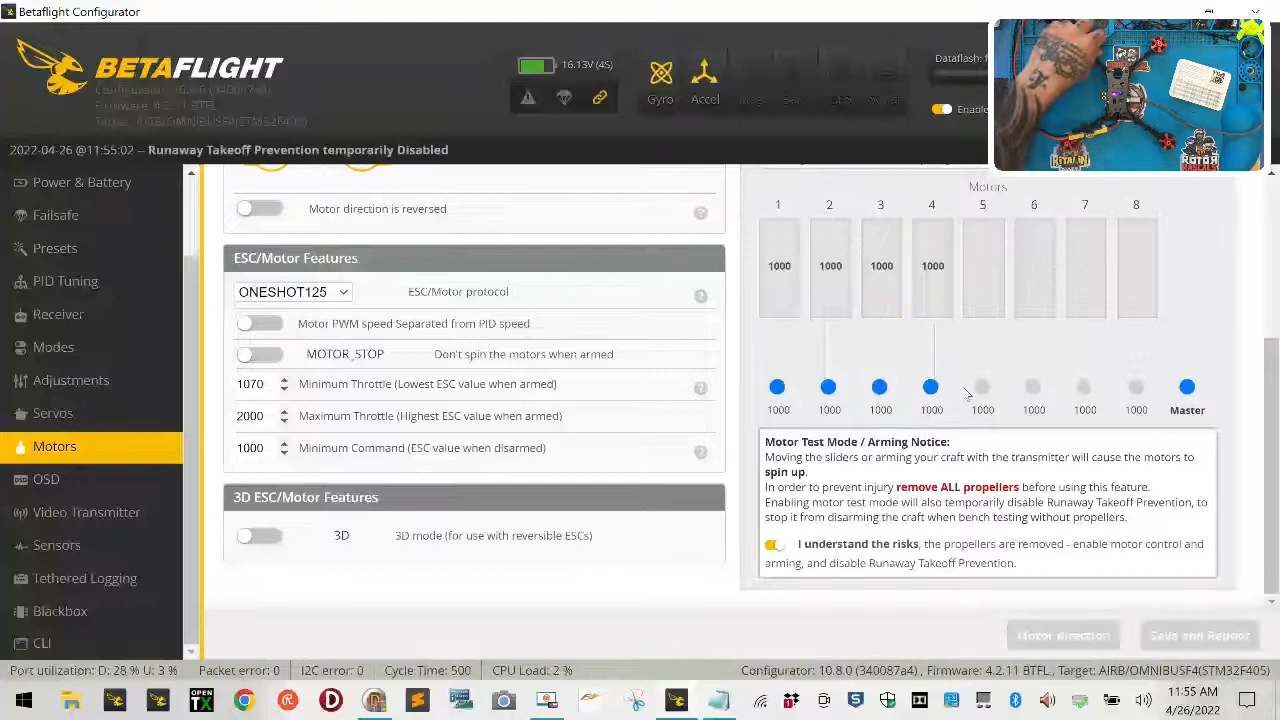 Betaflight Configurator
BETAFLIGHT
16.13V (4S)
Gyro
Accel
Dataflash: f
Enable
2022-04-26 @11:55:02 -- Runaway Takeoff Prevention temporarily Disabled
RITALIN
ROTOR
RASCALS
Power & Battery
Failsafe
Presets
PID Tuning
Receiver
Modes
Adjustments
Servos
Motors
OSD
Video Transmitter
Sensors
Tethered Logging
Blackbox
CLI
Motor direction is reversed
ESC/Motor Features
ONESHOT125 ESC/Motor protocol
Motor PWM speed Separated from PID speed
MOTOR_STOP Don't spin the motors when armed
1070 Minimum Throttle (Lowest ESC value when armed)
2000 Maximum Throttle (Highest ESC value when armed)
1000 Minimum Command (ESC value when disarmed)
3D ESC/Motor Features
3D 3D mode (for use with reversible ESCs)
Motors
1 2 3 4 5 6 7 8
1000 1000 1000 1000
1000 1000 1000 1000 1000 1000 1000 1000 Master
Motor Test Mode / Arming Notice:
Moving the sliders or arming your craft with the transmitter will cause the motors to
spin up.
In order to prevent injury remove ALL propellers before using this feature.
Enabling motor test mode will also temporarily disable Runaway Takeoff Prevention, to
stop it from disarming the craft when bench testing without propellers.
I understand the risks, the propellers are removed - enable motor control and
arming, and disable Runaway Takeoff Prevention.
Motor direction
Save and Reboot
Port utilization: D: 28 % U: 3 % Packet error: 0 I2C error: 0 Cycle Time: 500 CPU Load: 2 % Configurator: 10.8.0 (340087a4) , Firmware: 4.2.11 BTFL, Target: AIRB/OMNIBUSF4(STM32F405)
OPEN
TX
11:55 AM
4/26/2022